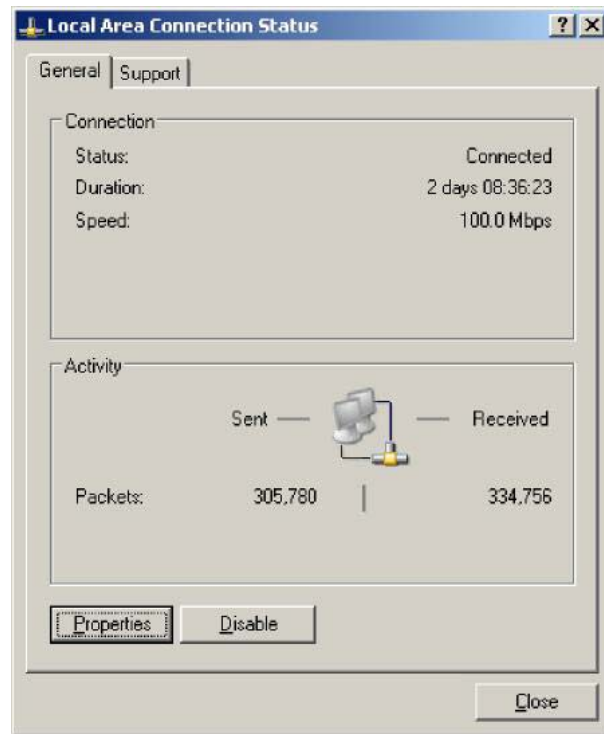 Local Area Connection Status
General Support
Connection
Status: Connected
Duration: 2 days 08:36:23
Speed: 100.0 Mbps
Activity
Sent — — Received
Packets: 305,780 | 334,756
Properties Disable
Close